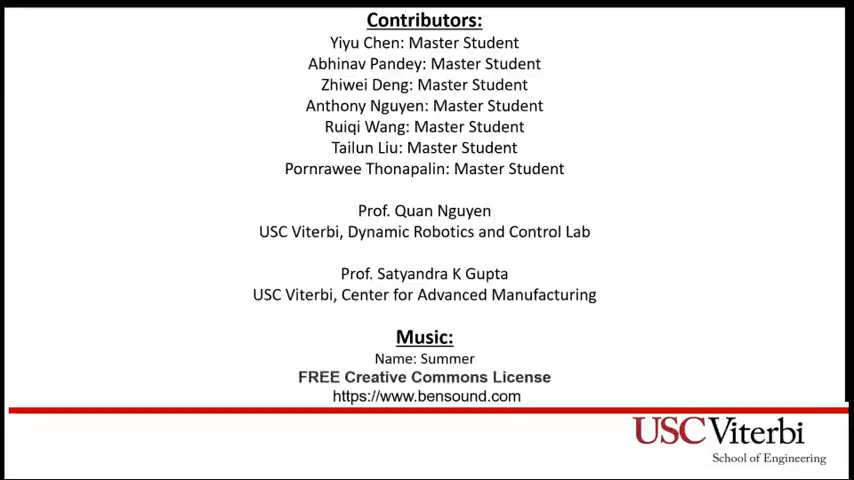 Contributors:
Yiyu Chen: Master Student
Abhinav Pandey: Master Student
Zhiwei Deng: Master Student
Anthony Nguyen: Master Student
Ruiqi Wang: Master Student
Tailun Liu: Master Student
Pornrawee Thonapalin: Master Student
Prof. Quan Nguyen
USC Viterbi, Dynamic Robotics and Control Lab
Prof. Satyandra K Gupta
USC Viterbi, Center for Advanced Manufacturing
Music:
Name: Summer
FREE Creative Commons License
https://www.bensound.com
USC Viterbi
School of Engineering